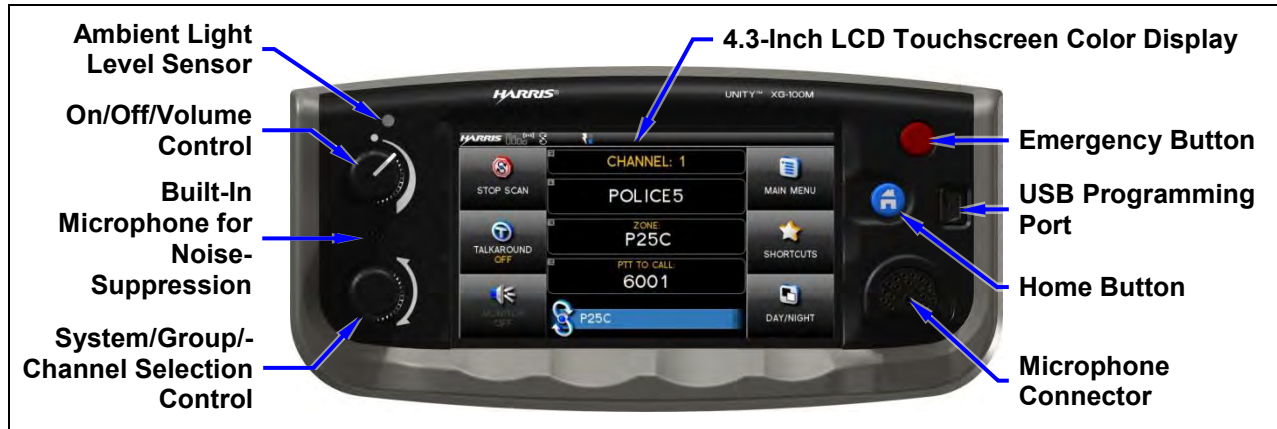 Ambient Light
Level Sensor
On/Off/Volume
Control
Built-In
Microphone for
Noise-
Suppression
System/Group/-
Channel Selection
Control
4.3-Inch LCD Touchscreen Color Display
Emergency Button
USB Programming
Port
Home Button
Microphone
Connector
HARRIS
UNITY™ XG-100M
HARRIS
STOP SCAN
CHANNEL: 1
MAIN MENU
POLICE5
TALKAROUND
OFF
ZONE:
P25C
SHORTCUTS
PTT TO CALL:
6001
MONITOR
OFF
P25C
DAY/NIGHT